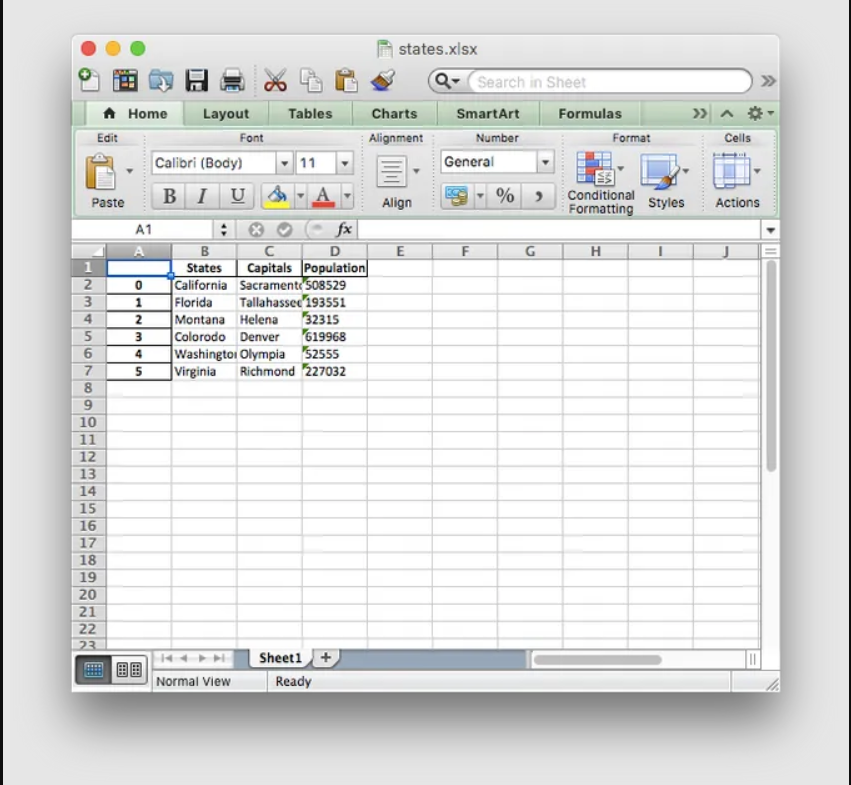 states.xlsx
Search in Sheet
Home Layout Tables Charts SmartArt Formulas
Edit Font Alignment Number Format Cells
Calibri (Body) 11 General
Paste B I U A Align % , Conditional Formatting Styles Actions
A1 fx
A B C D E F G H I J
1 States Capitals Population
2 0 California Sacramento 508529
3 1 Florida Tallahassee 193551
4 2 Montana Helena 32315
5 3 Colorodo Denver 619968
6 4 Washington Olympia 52555
7 5 Virginia Richmond 227032
8
9
10
11
12
13
14
15
16
17
18
19
20
21
22
23
Sheet1 +
Normal View Ready